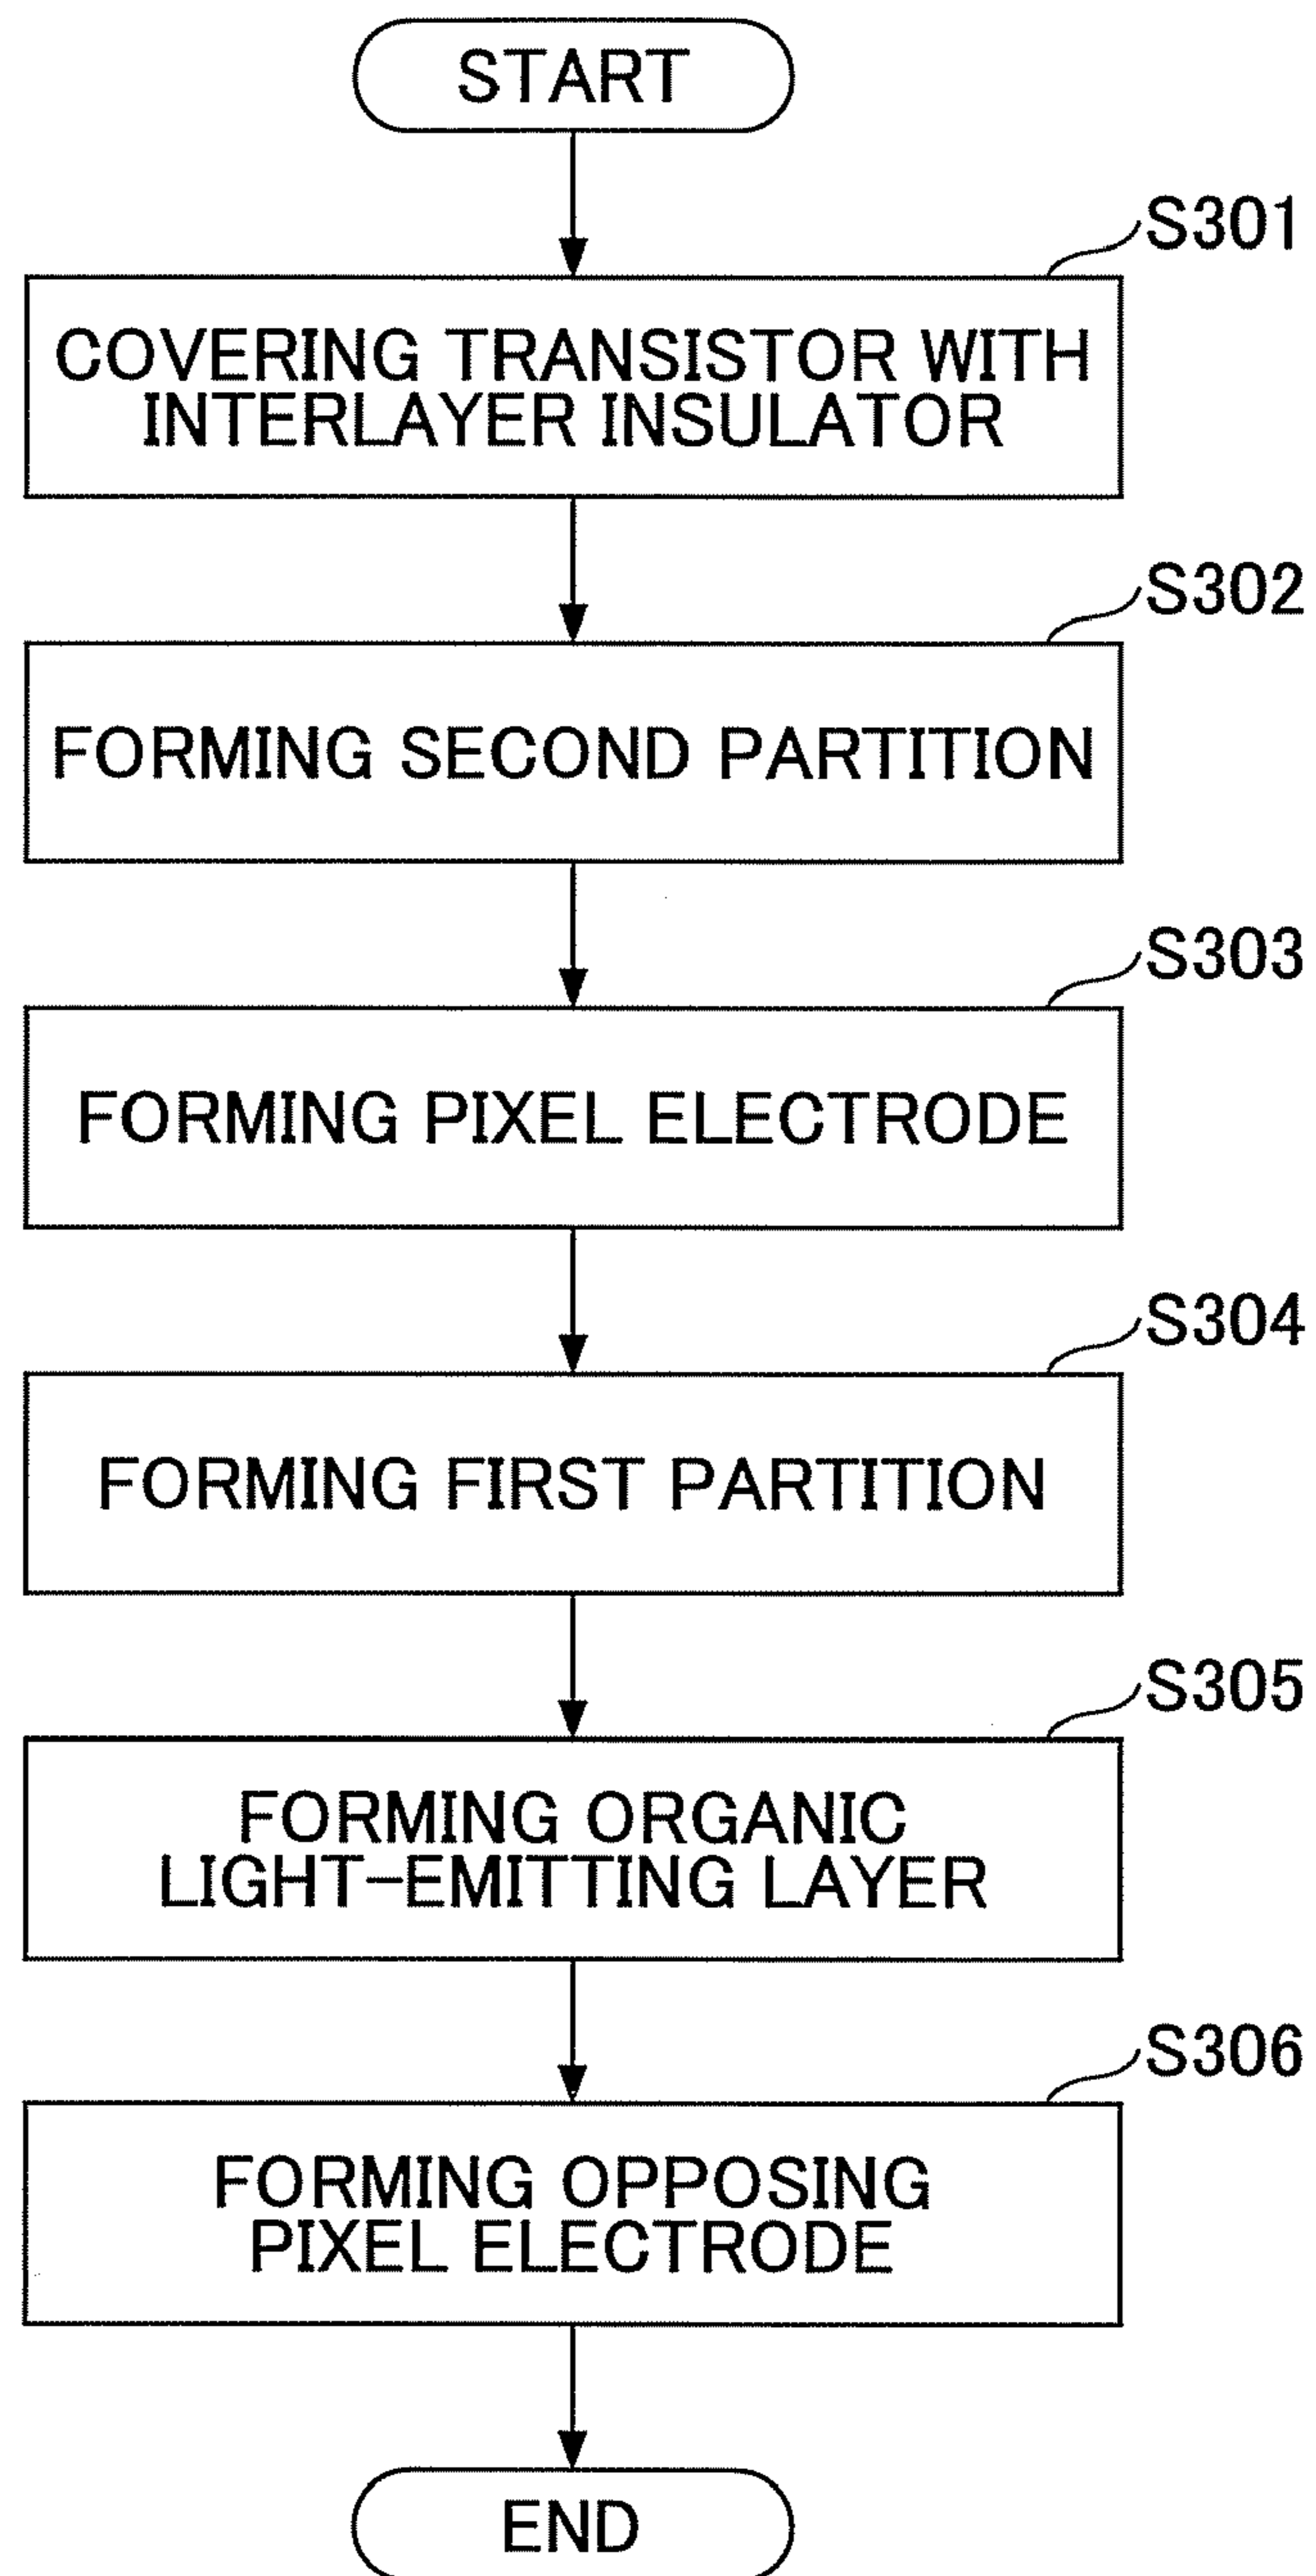 START
S301
COVERING TRANSISTOR WITH
INTERLAYER INSULATOR
S302
FORMING SECOND PARTITION
S303
FORMING PIXEL ELECTRODE
S304
FORMING FIRST PARTITION
S305
FORMING ORGANIC
LIGHT-EMITTING LAYER
S306
FORMING OPPOSING
PIXEL ELECTRODE
END